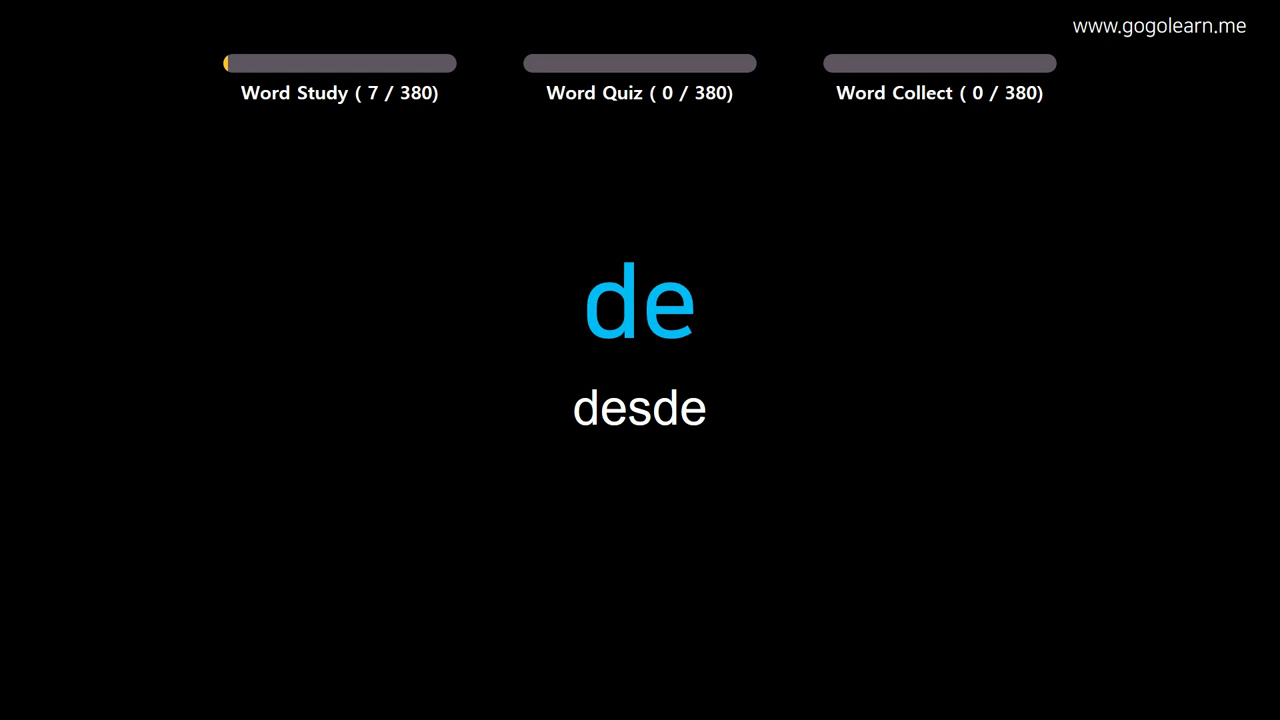 www.gogolearn.me
Word Study ( 7 / 380)
Word Quiz ( 0 / 380)
Word Collect ( 0 / 380)
de
desde